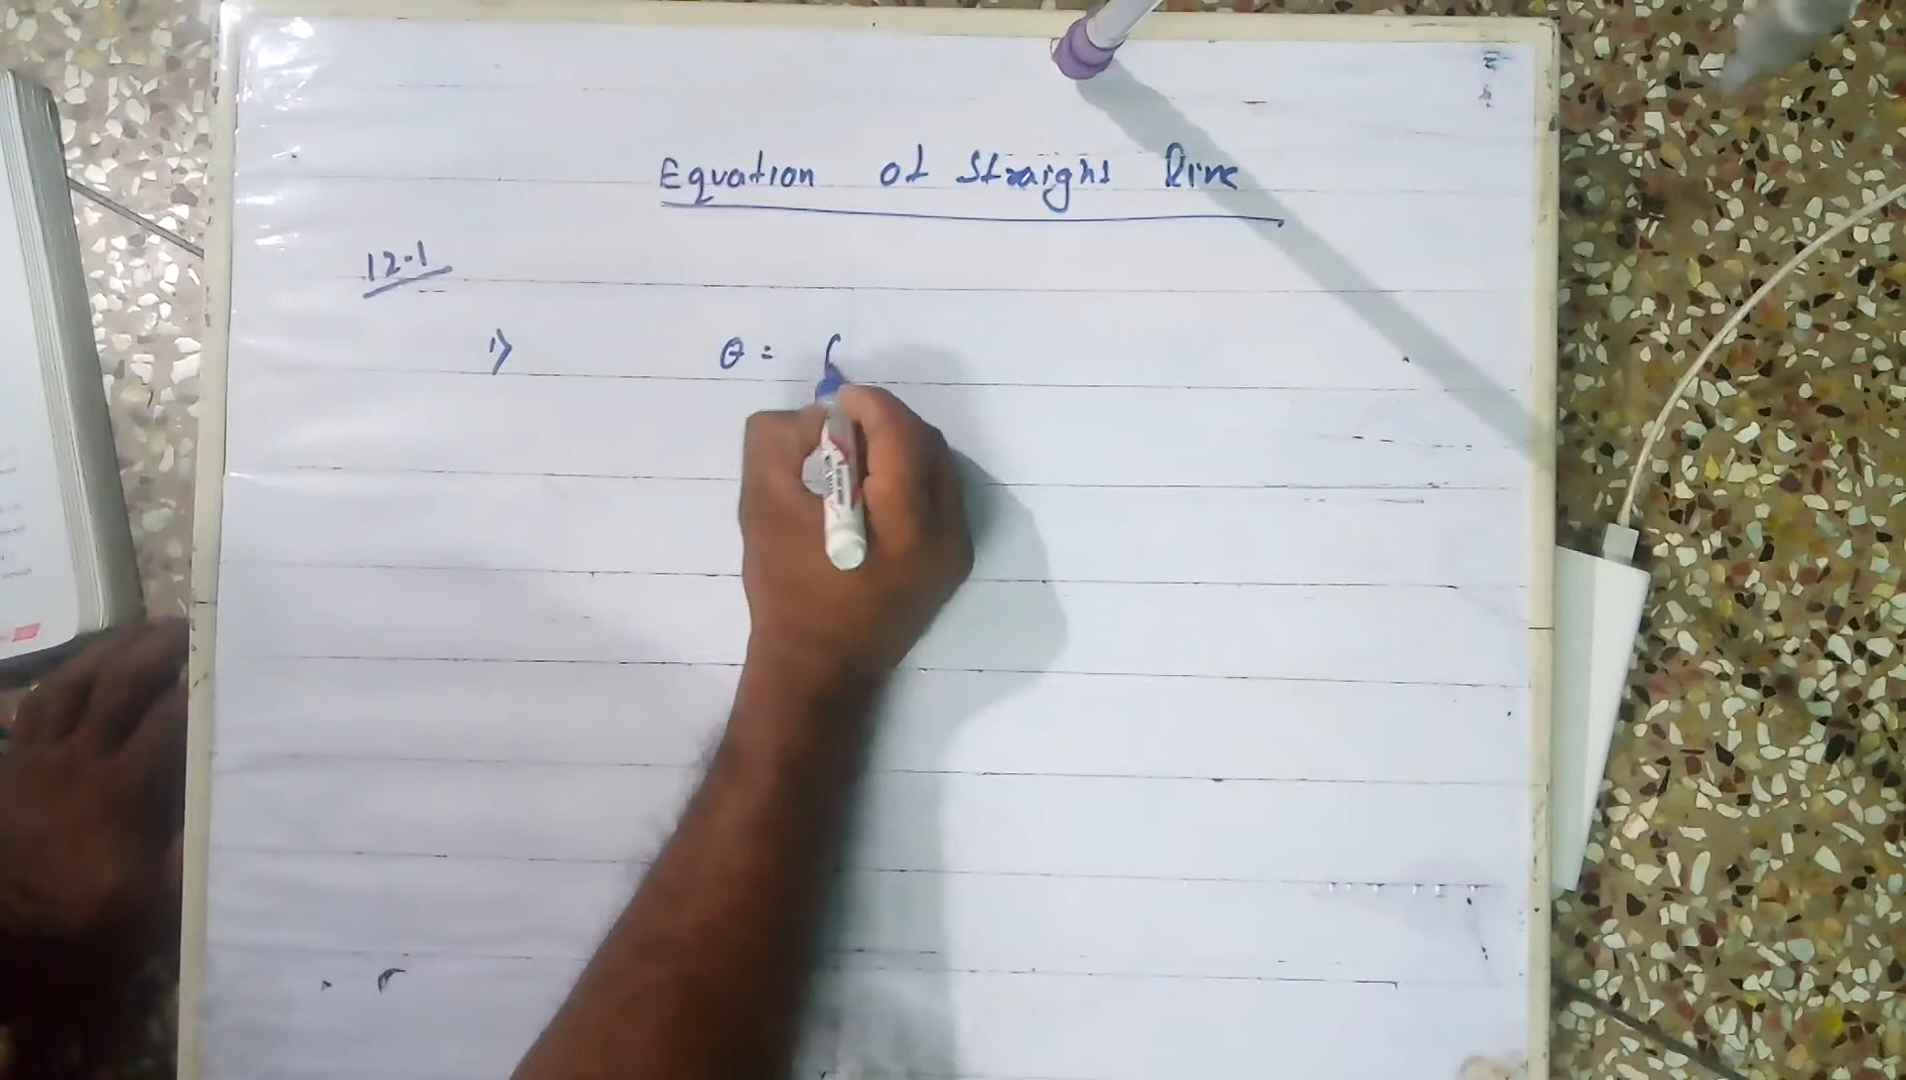 Equation of Straight Line
12.1
1)
θ =